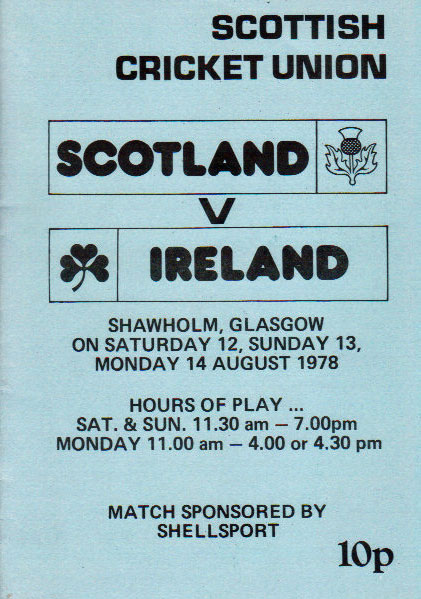 SCOTTISH
CRICKET UNION
SCOTLAND
V
IRELAND
SHAWHOLM, GLASGOW
ON SATURDAY 12, SUNDAY 13,
MONDAY 14 AUGUST 1978
HOURS OF PLAY ...
SAT. & SUN. 11.30 am — 7.00pm
MONDAY 11.00 am — 4.00 or 4.30 pm
MATCH SPONSORED BY
SHELLSPORT
10p